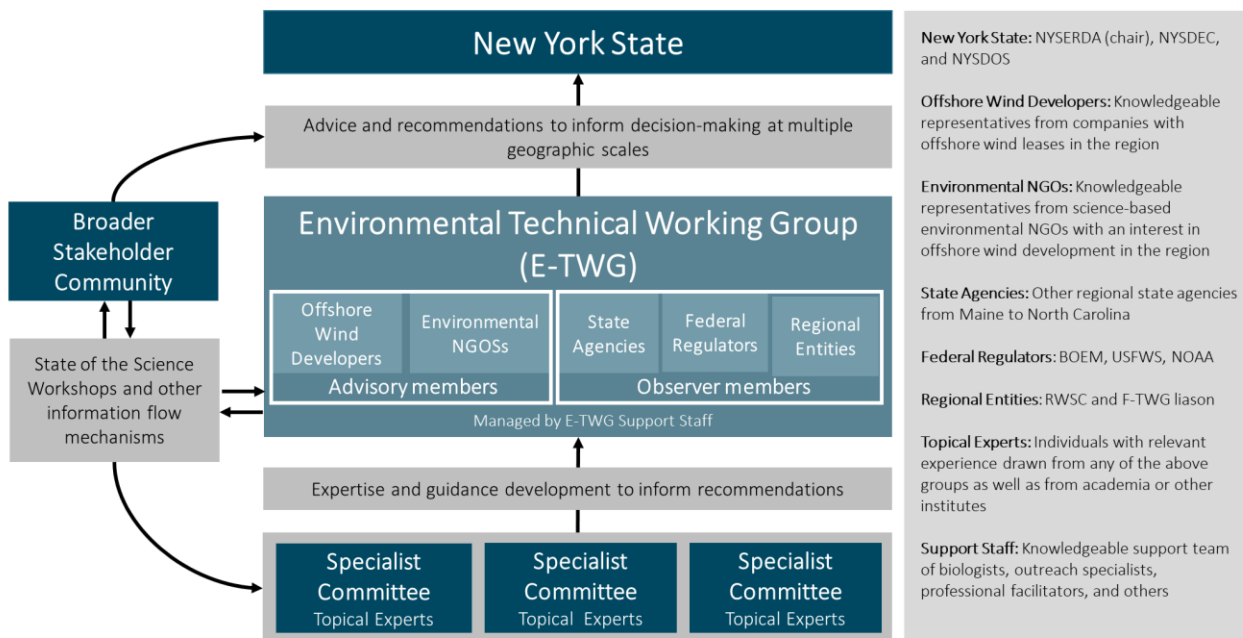 New York State
Advice and recommendations to inform decision-making at multiple
geographic scales
Broader
Stakeholder
Community
State of the Science
Workshops and other
information flow
mechanisms
Environmental Technical Working Group
(E-TWG)
Offshore
Wind
Developers
Environmental
NGOSs
Advisory members
State
Agencies
Federal
Regulators
Regional
Entities
Observer members
Managed by E-TWG Support Staff
Expertise and guidance development to inform recommendations
Specialist
Committee
Topical Experts
Specialist
Committee
Topical Experts
Specialist
Committee
Topical Experts
New York State: NYSERDA (chair), NYSDEC,
and NYSDOS
Offshore Wind Developers: Knowledgeable
representatives from companies with
offshore wind leases in the region
Environmental NGOs: Knowledgeable
representatives from science-based
environmental NGOs with an interest in
offshore wind development in the region
State Agencies: Other regional state agencies
from Maine to North Carolina
Federal Regulators: BOEM, USFWS, NOAA
Regional Entities: RWSC and F-TWG liason
Topical Experts: Individuals with relevant
experience drawn from any of the above
groups as well as from academia or other
institutes
Support Staff: Knowledgeable support team
of biologists, outreach specialists,
professional facilitators, and others